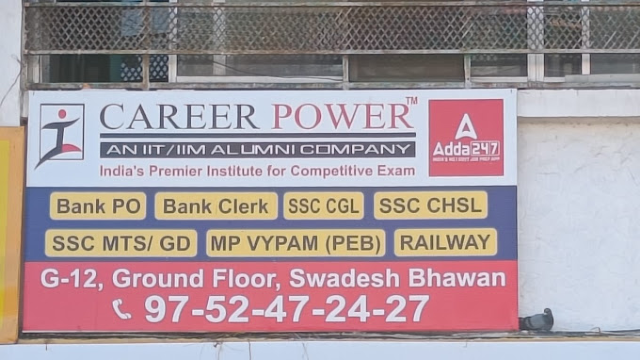 CAREER POWER™
AN IIT/IIM ALUMNI COMPANY
India's Premier Institute for Competitive Exam
Adda247
Bank PO Bank Clerk SSC CGL SSC CHSL
SSC MTS/ GD MP VYPAM (PEB) RAILWAY
G-12, Ground Floor, Swadesh Bhawan
97-52-47-24-27